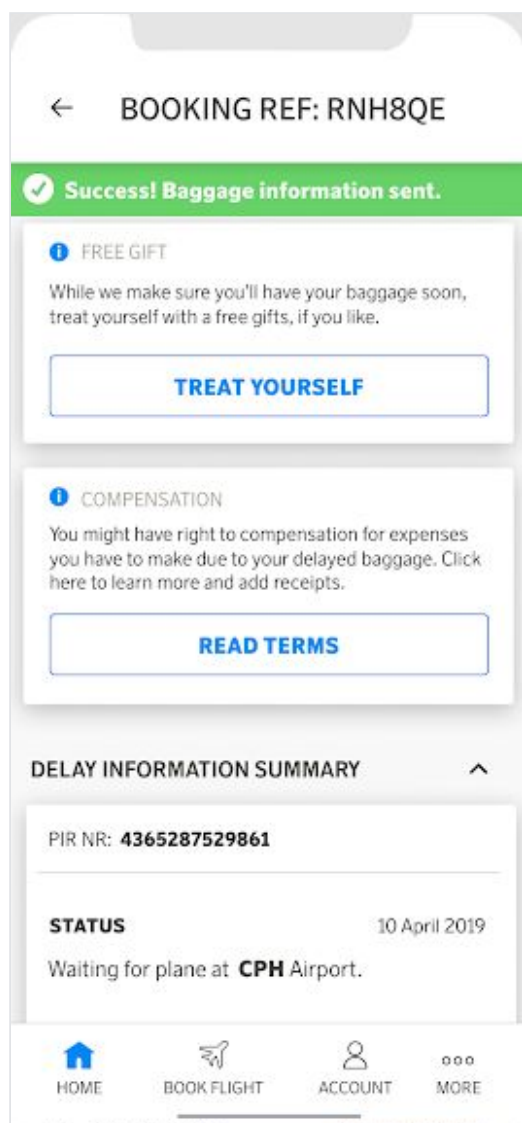 BOOKING REF: RNH8QE
Success! Baggage information sent.
FREE GIFT
While we make sure you'll have your baggage soon,
treat yourself with a free gifts, if you like.
TREAT YOURSELF
COMPENSATION
You might have right to compensation for expenses
you have to make due to your delayed baggage. Click
here to learn more and add receipts.
READ TERMS
DELAY INFORMATION SUMMARY
PIR NR: 4365287529861
STATUS 10 April 2019
Waiting for plane at CPH Airport.
HOME BOOK FLIGHT ACCOUNT MORE